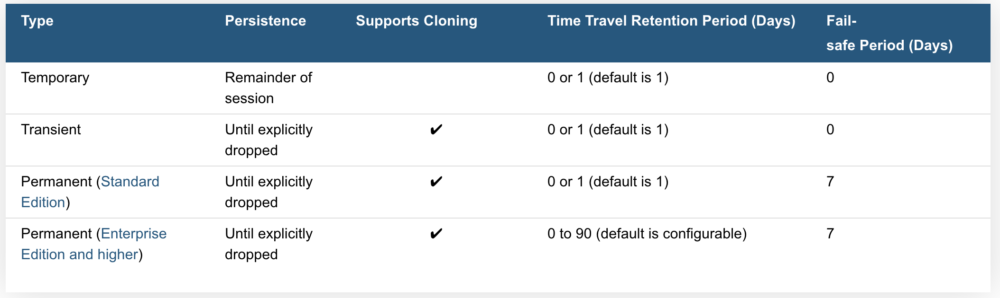 Type Persistence Supports Cloning Time Travel Retention Period (Days) Fail-
safe Period (Days)
Temporary Remainder of 0 or 1 (default is 1) 0
session
Transient Until explicitly ✔ 0 or 1 (default is 1) 0
dropped
Permanent (Standard Until explicitly ✔ 0 or 1 (default is 1) 7
Edition) dropped
Permanent (Enterprise Until explicitly ✔ 0 to 90 (default is configurable) 7
Edition and higher) dropped